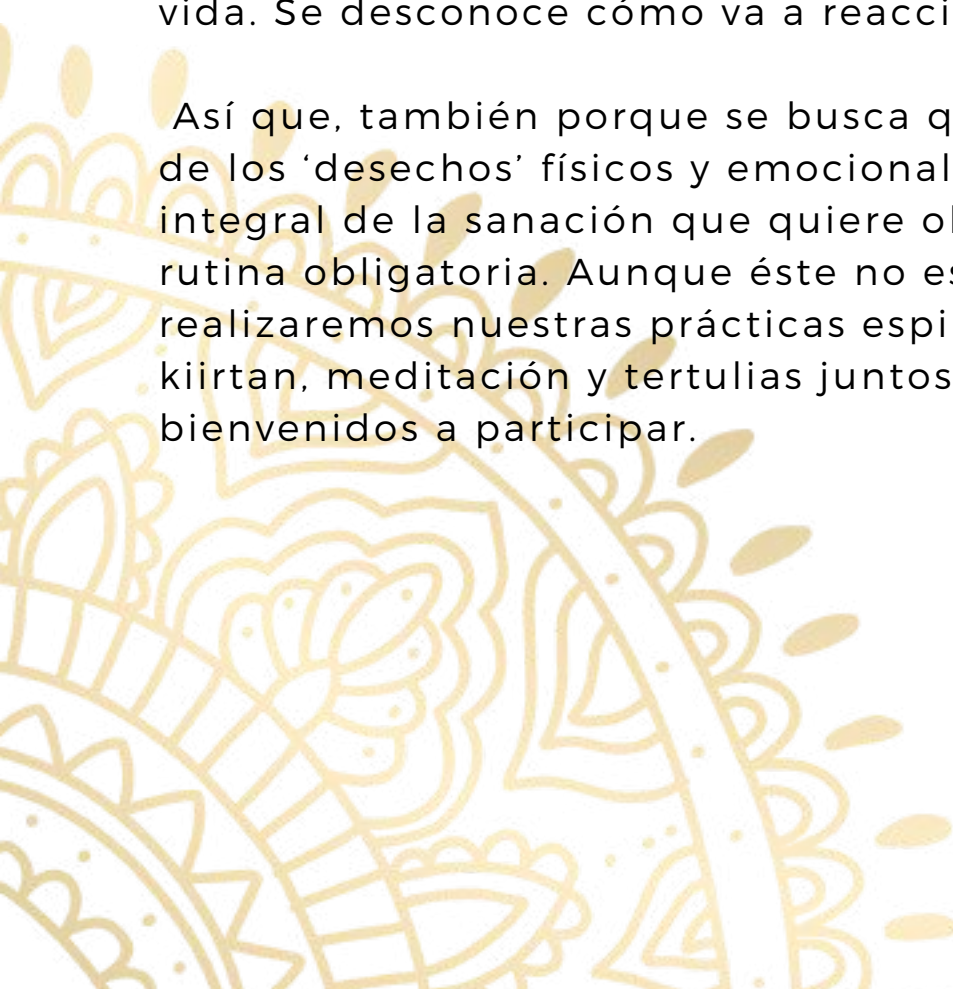 vida. Se desconoce cómo va a reacci
Así que, también porque se busca q
de los ‘desechos’ físicos y emocional
integral de la sanación que quiere o
rutina obligatoria. Aunque éste no es
realizaremos nuestras prácticas espi
kiirtan, meditación y tertulias juntos
bienvenidos a participar.